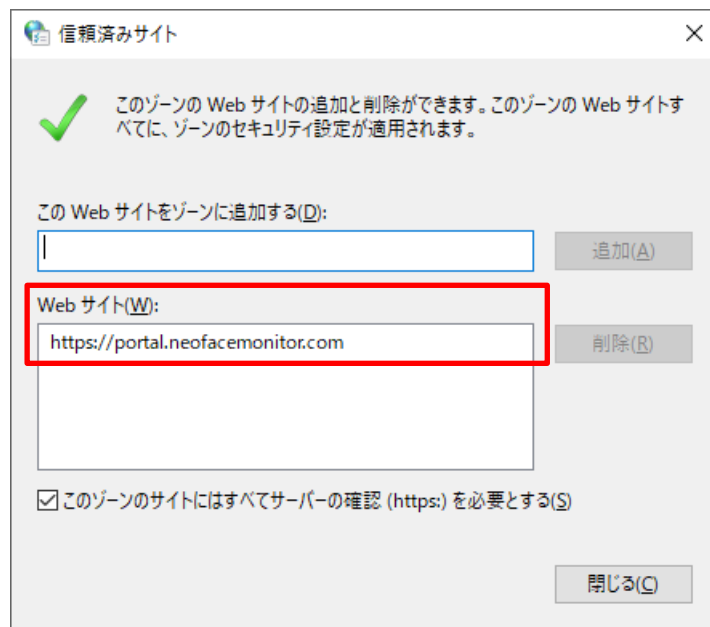 信頼済みサイト
このゾーンの Web サイトの追加と削除ができます。このゾーンの Web サイトす
べてに、ゾーンのセキュリティ設定が適用されます。
この Web サイトをゾーンに追加する(D):
追加(A)
Web サイト(W):
https://portal.neofacemonitor.com
削除(R)
このゾーンのサイトにはすべてサーバーの確認 (https:) を必要とする(S)
閉じる(C)